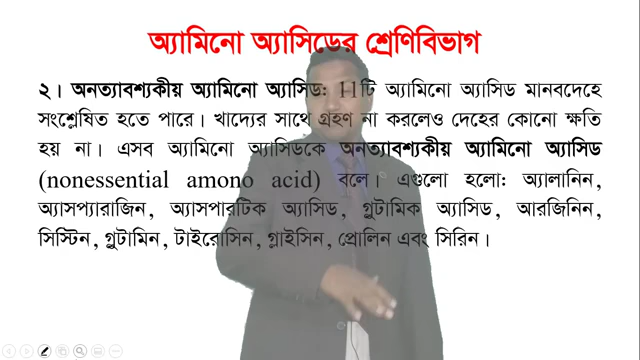 অ্যামিনো অ্যাসিডের শ্রেণিবিভাগ
২। অনত্যাবশ্যকীয় অ্যামিনো অ্যাসিড: 11টি অ্যামিনো অ্যাসিড মানবদেহে
সংশ্লেষিত হতে পারে। খাদ্যের সাথে গ্রহণ না করলেও দেহের কোনো ক্ষতি
হয় না। এসব অ্যামিনো অ্যাসিডকে অনত্যাবশ্যকীয় অ্যামিনো অ্যাসিড
(nonessential amono acid) বলে। এগুলো হলো: অ্যালানিন,
অ্যাসপ্যারাজিন, অ্যাসপারটিক অ্যাসিড, গ্লুটামিক অ্যাসিড, আরজিনিন,
সিস্টিন, গ্লুটামিন, টাইরোসিন, গ্লাইসিন, প্রোলিন এবং সিরিন।